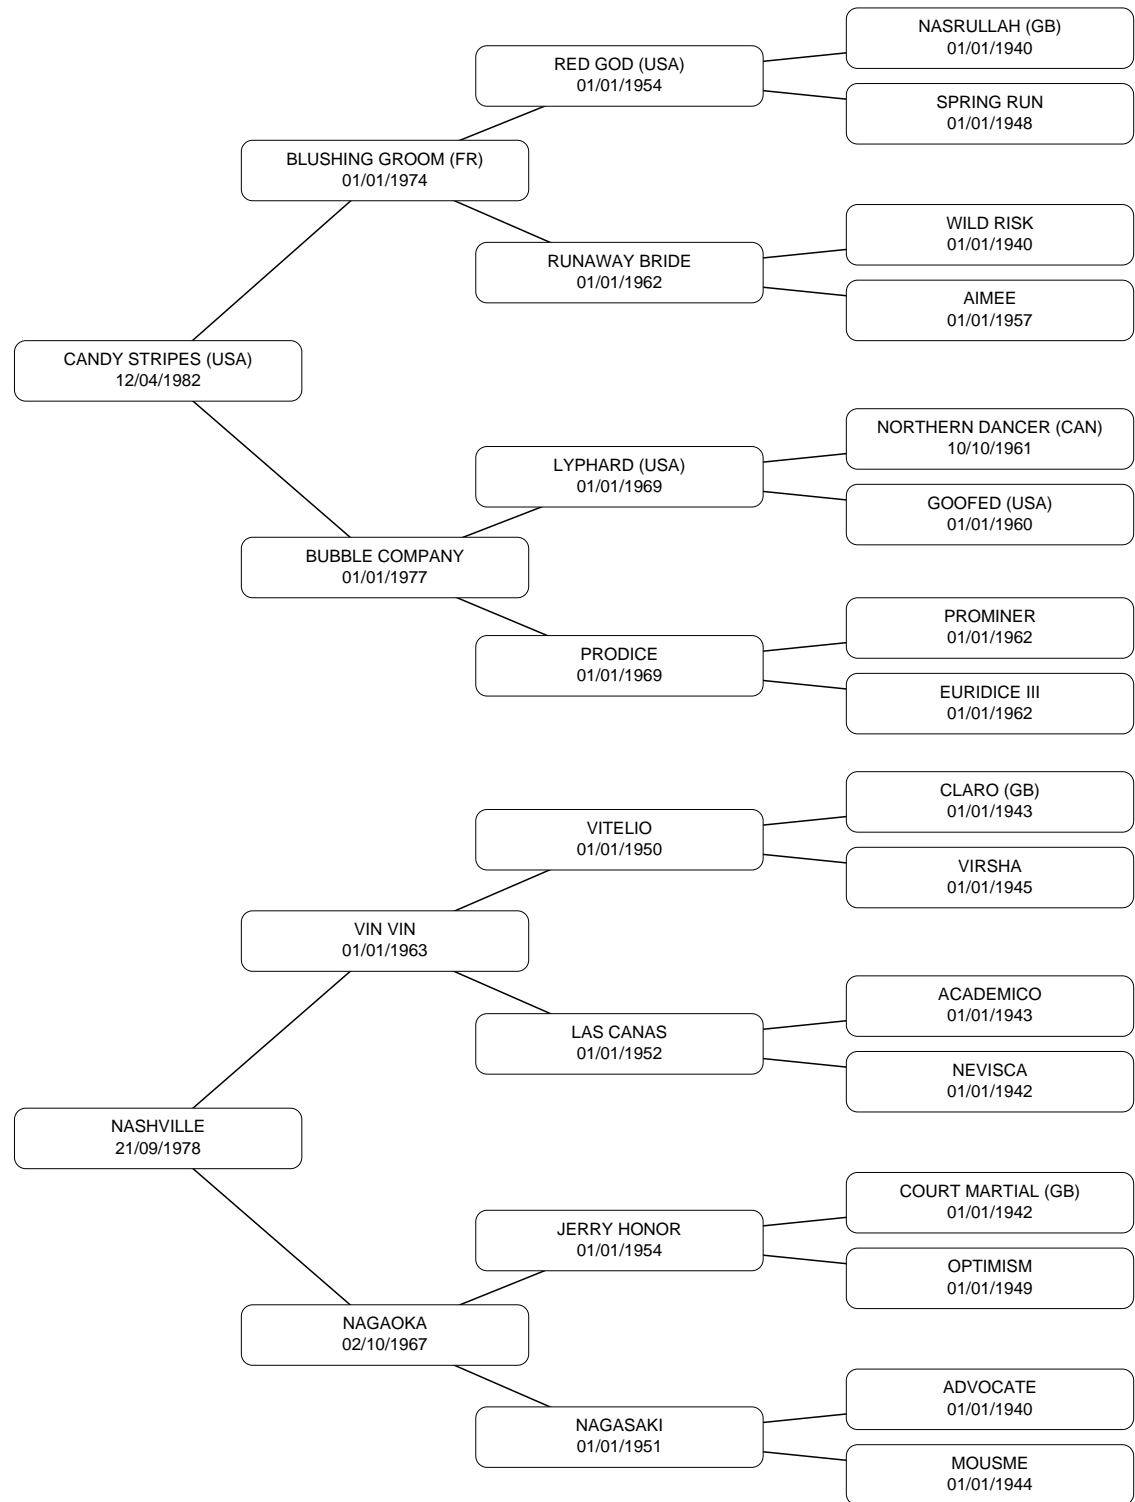 NASRULLAH (GB)
01/01/1940
RED GOD (USA)
01/01/1954
SPRING RUN
01/01/1948
BLUSHING GROOM (FR)
01/01/1974
WILD RISK
01/01/1940
RUNAWAY BRIDE
01/01/1962
AIMEE
01/01/1957
CANDY STRIPES (USA)
12/04/1982
NORTHERN DANCER (CAN)
10/10/1961
LYPHARD (USA)
01/01/1969
GOOFED (USA)
01/01/1960
BUBBLE COMPANY
01/01/1977
PROMINER
01/01/1962
PRODICE
01/01/1969
EURIDICE III
01/01/1962
CLARO (GB)
01/01/1943
VITELIO
01/01/1950
VIRSHA
01/01/1945
VIN VIN
01/01/1963
ACADEMICO
01/01/1943
LAS CANAS
01/01/1952
NEVISCA
01/01/1942
NASHVILLE
21/09/1978
COURT MARTIAL (GB)
01/01/1942
JERRY HONOR
01/01/1954
OPTIMISM
01/01/1949
NAGAOKA
02/10/1967
ADVOCATE
01/01/1940
NAGASAKI
01/01/1951
MOUSME
01/01/1944